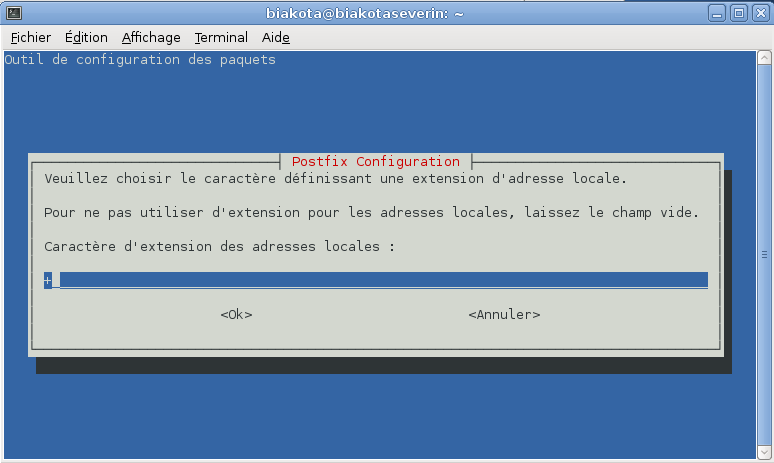 biakota@biakotaseverin: ~
Fichier Édition Affichage Terminal Aide
Outil de configuration des paquets
Postfix Configuration
Veuillez choisir le caractère définissant une extension d'adresse locale.
Pour ne pas utiliser d'extension pour les adresses locales, laissez le champ vide.
Caractère d'extension des adresses locales :
+
<Ok> <Annuler>